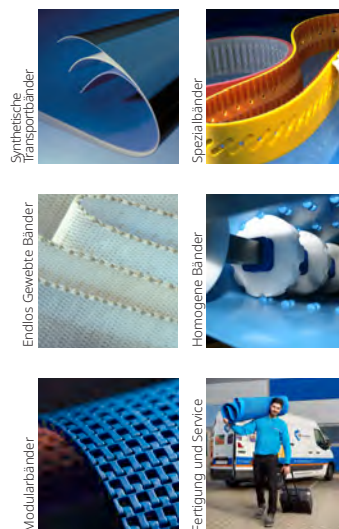 Synthetische
Transportbänder
Spezialbänder
Endlos Gewebte Bänder
Homogene Bänder
Modularbänder
Fertigung und Service